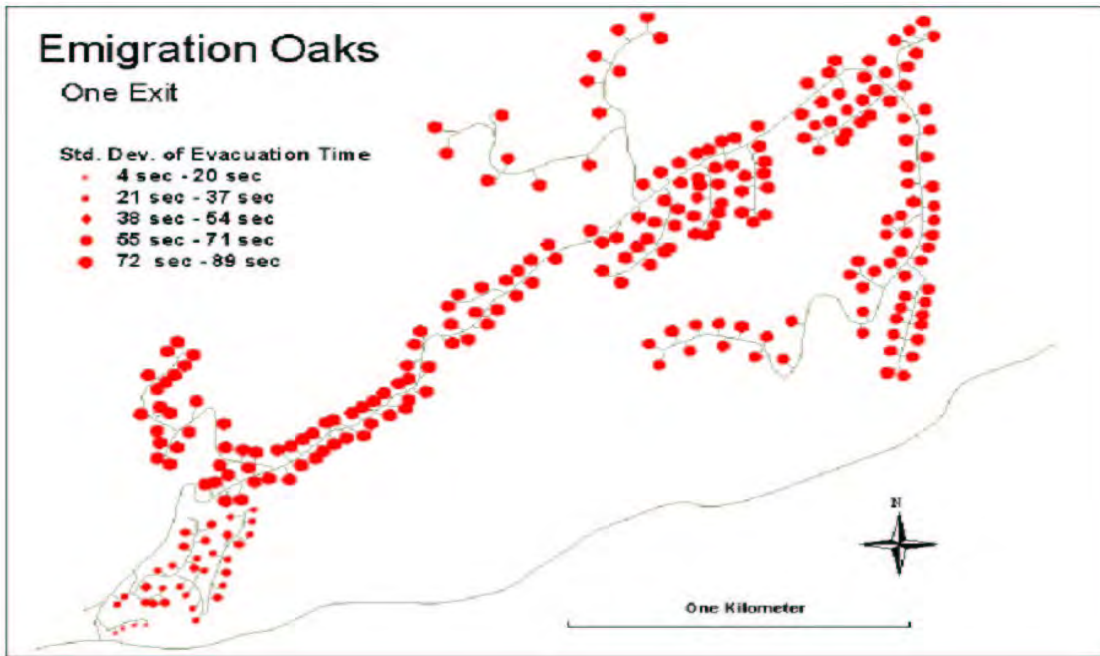 Emigration Oaks
One Exit
Std. Dev. of Evacuation Time
4 sec - 20 sec
21 sec - 37 sec
38 sec - 54 sec
55 sec - 71 sec
72 sec - 89 sec
N
One Kilometer